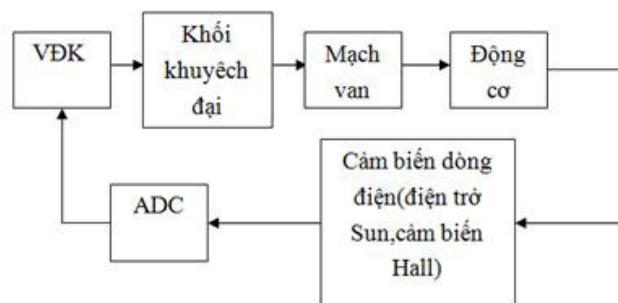 VĐK
Khối
khuyêch
đại
Mạch
van
Động
cơ
Cảm biến dòng
điện(điện trở
Sun,cảm biến
Hall)
ADC